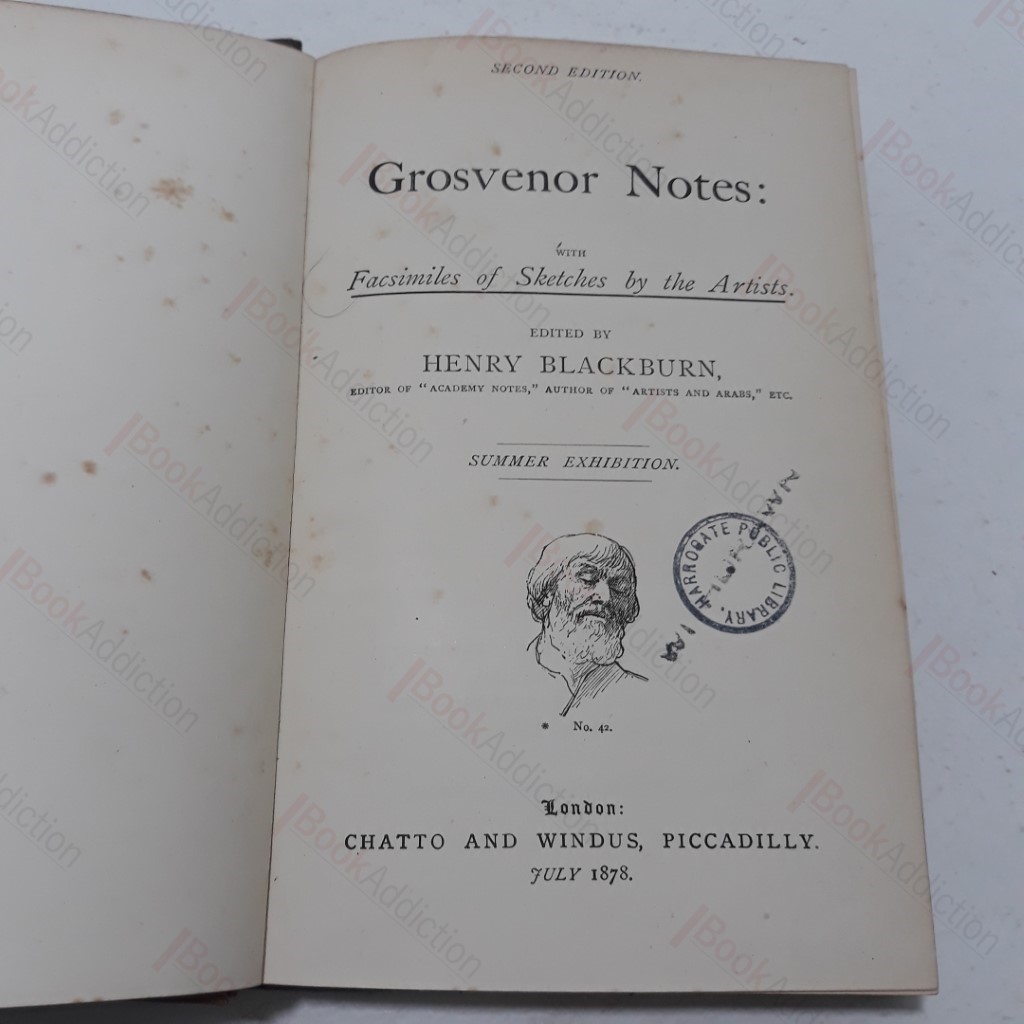 SECOND EDITION.
Grosvenor Notes:
WITH
Facsimiles of Sketches by the Artists.
EDITED BY
HENRY BLACKBURN,
EDITOR OF "ACADEMY NOTES," AUTHOR OF "ARTISTS AND ARABS," ETC.
SUMMER EXHIBITION.
HARROGATE PUBLIC LIBRARY.
* No. 42.
London:
CHATTO AND WINDUS, PICCADILLY.
JULY 1878.
BookAddiction